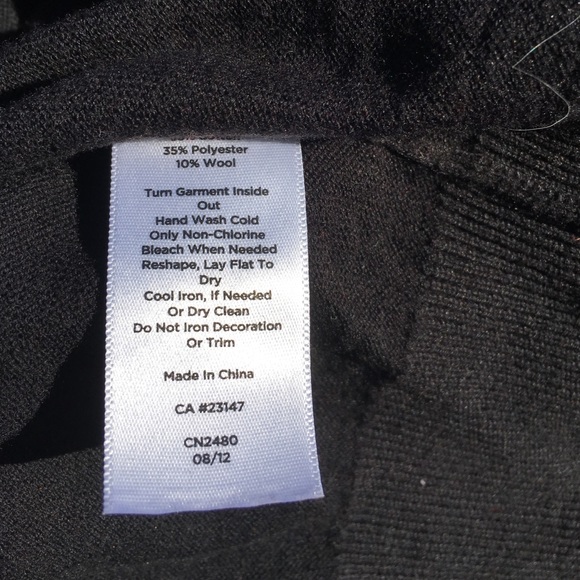 35% Polyester
10% Wool
Turn Garment Inside
Out
Hand Wash Cold
Only Non-Chlorine
Bleach When Needed
Reshape, Lay Flat To
Dry
Cool Iron, If Needed
Or Dry Clean
Do Not Iron Decoration
Or Trim
Made In China
CA #23147
CN2480
08/12